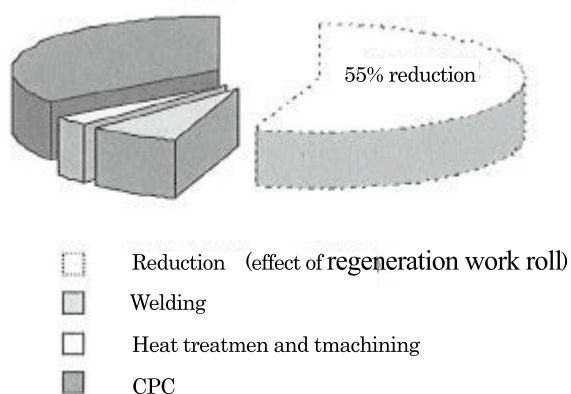 55% reduction
Reduction (effect of regeneration work roll)
Welding
Heat treatmen and tmachining
CPC